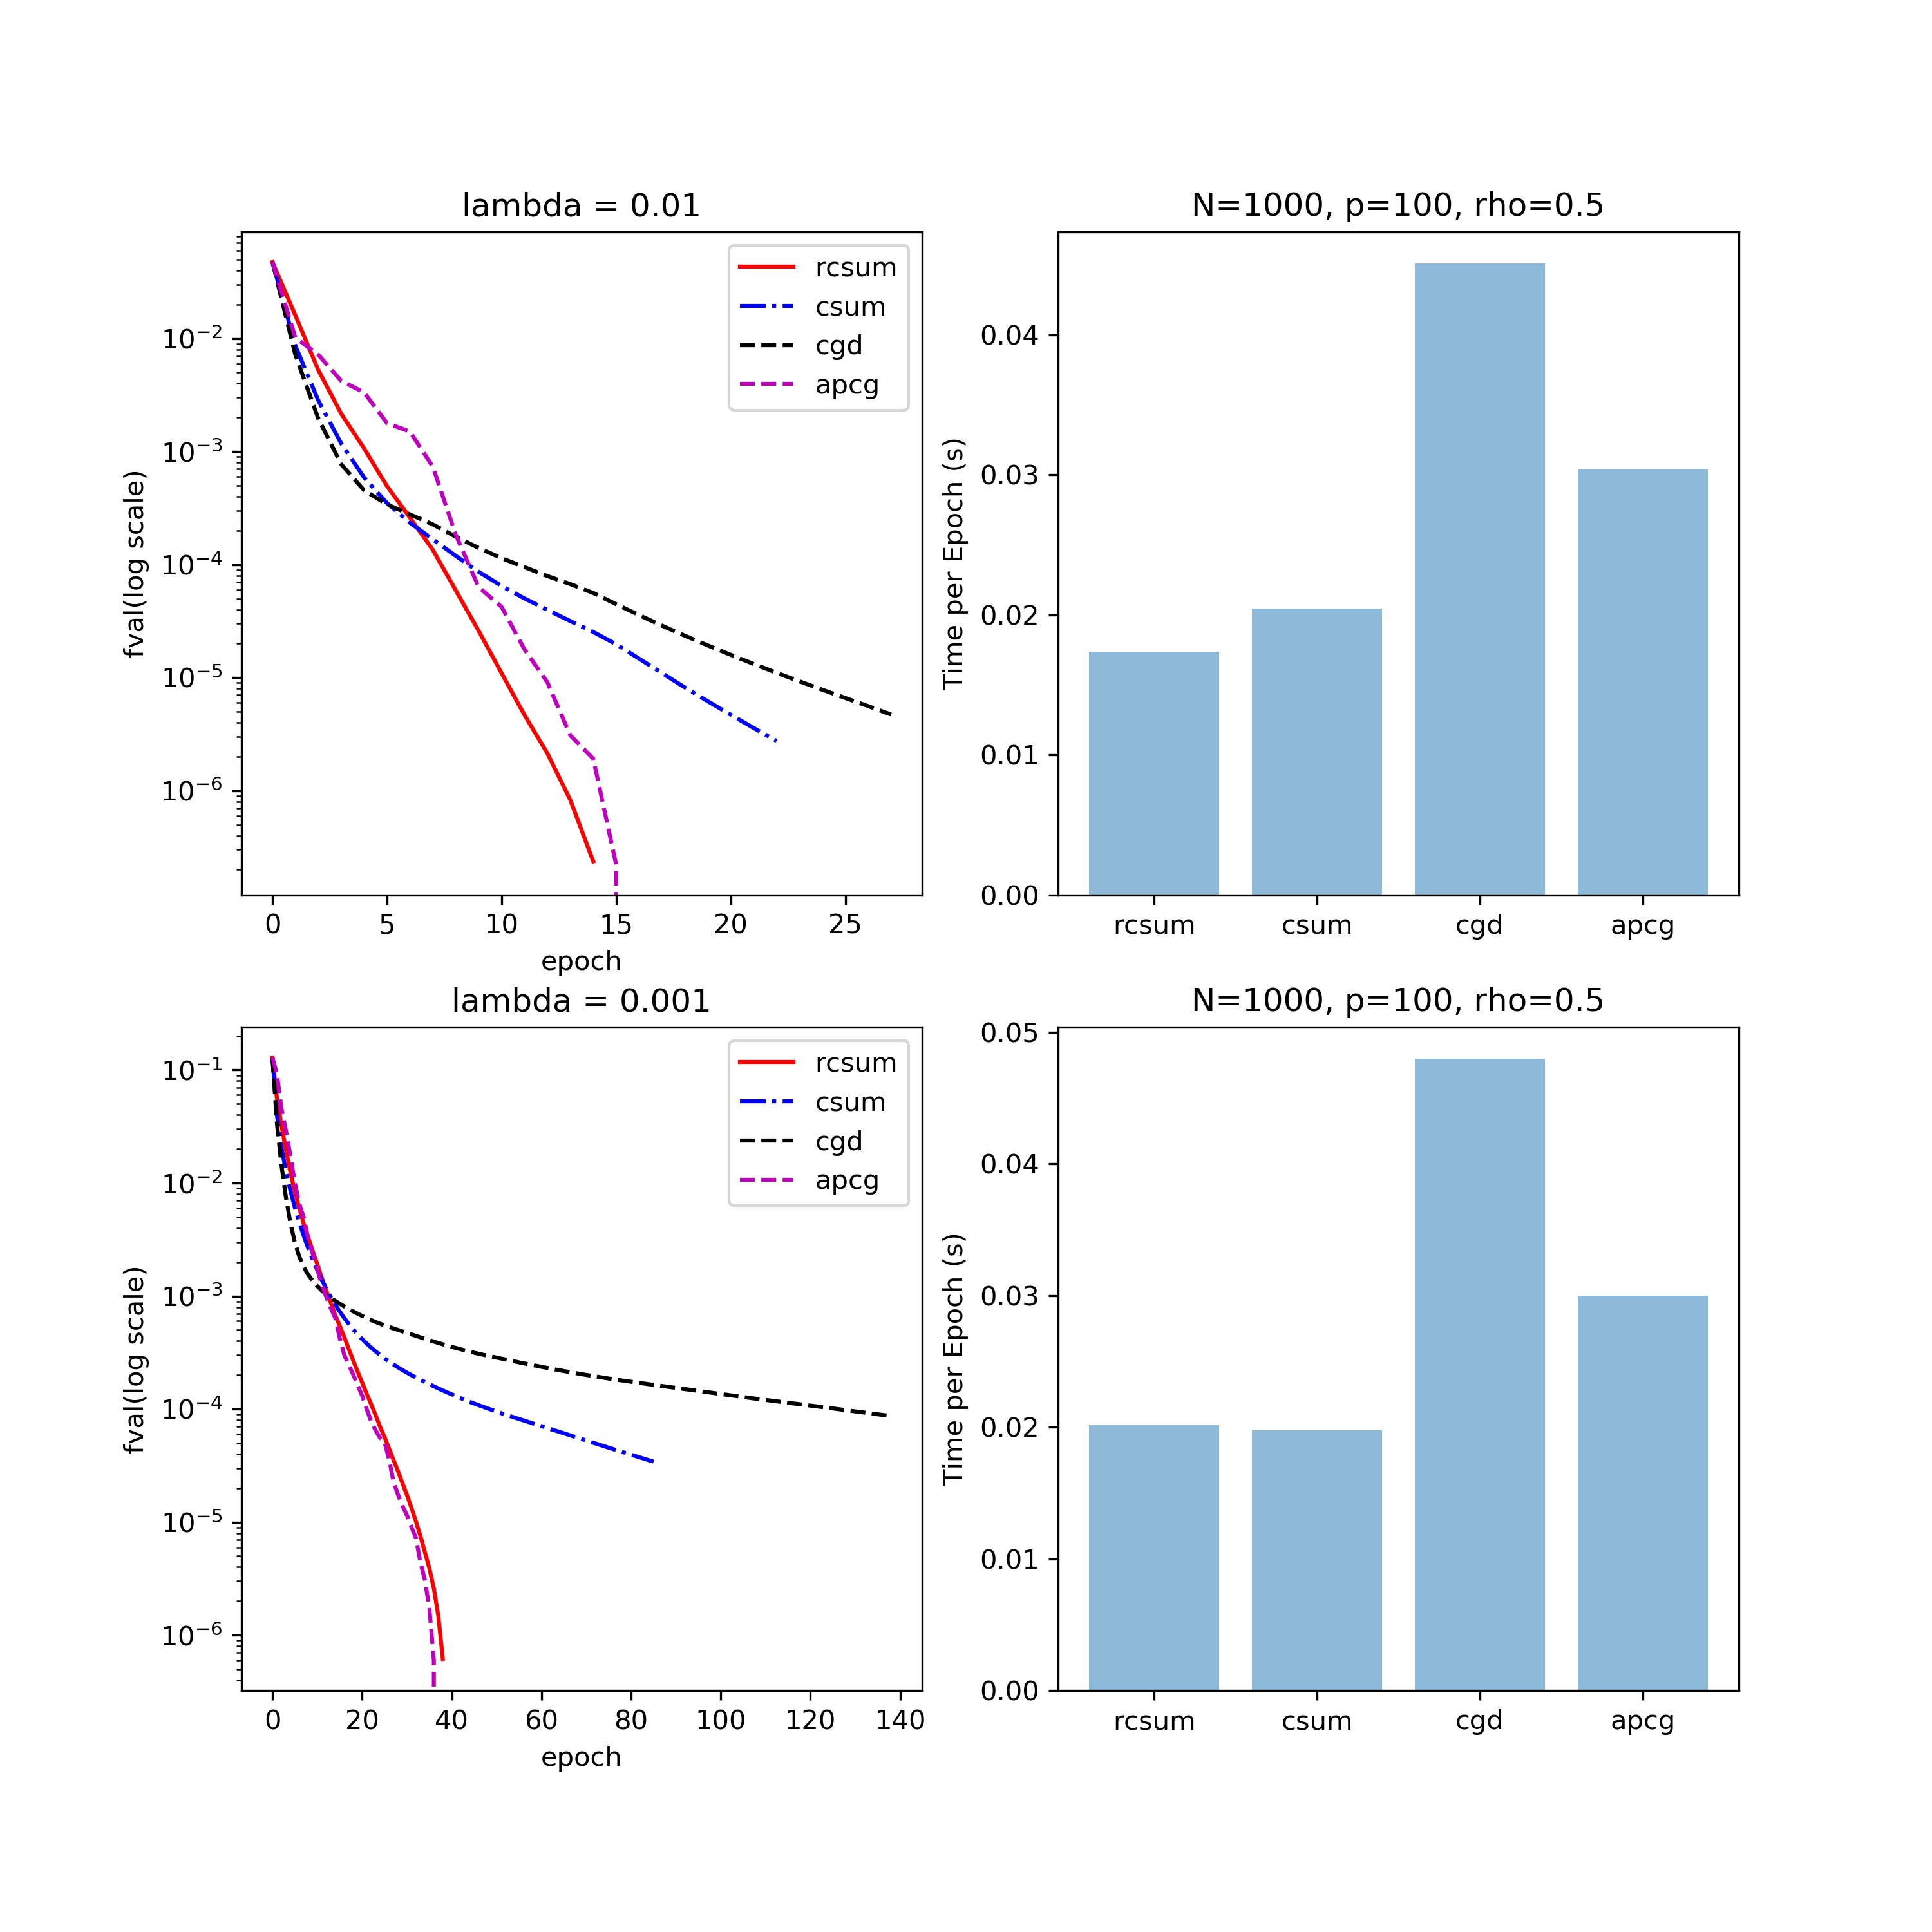 lambda = 0.01
fval(log scale)
10⁻²
10⁻³
10⁻⁴
10⁻⁵
10⁻⁶
rcsum
csum
cgd
apcg
0 5 10 15 20 25
epoch
N=1000, p=100, rho=0.5
Time per Epoch (s)
0.04
0.03
0.02
0.01
0.00
rcsum csum cgd apcg
lambda = 0.001
fval(log scale)
10⁻¹
10⁻²
10⁻³
10⁻⁴
10⁻⁵
10⁻⁶
rcsum
csum
cgd
apcg
0 20 40 60 80 100 120 140
epoch
N=1000, p=100, rho=0.5
Time per Epoch (s)
0.05
0.04
0.03
0.02
0.01
0.00
rcsum csum cgd apcg